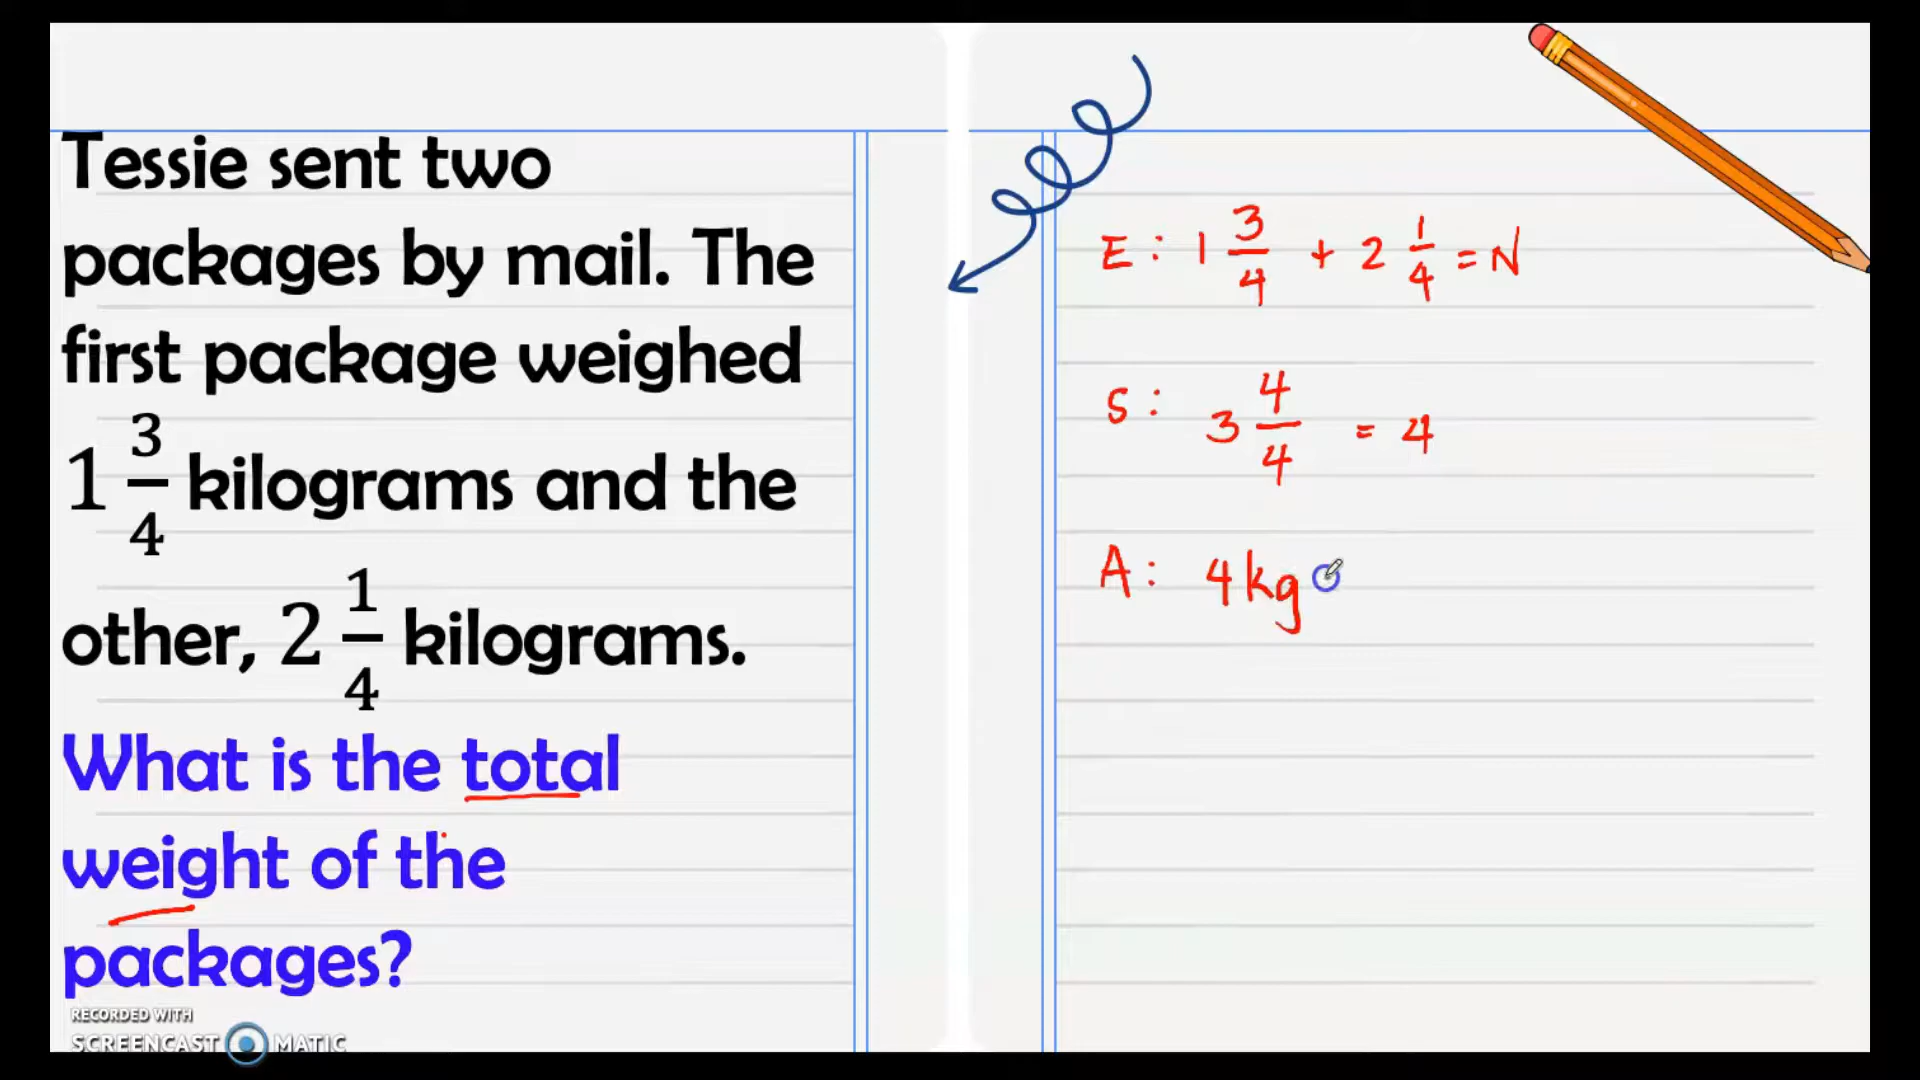 Tessie sent two
packages by mail. The
first package weighed
1 3/4 kilograms and the
other, 2 1/4 kilograms.
What is the total
weight of the
packages?
RECORDED WITH
SCREENCAST MATIC
E: 1 3/4 + 2 1/4 = N
S: 3 4/4 = 4
A: 4kg